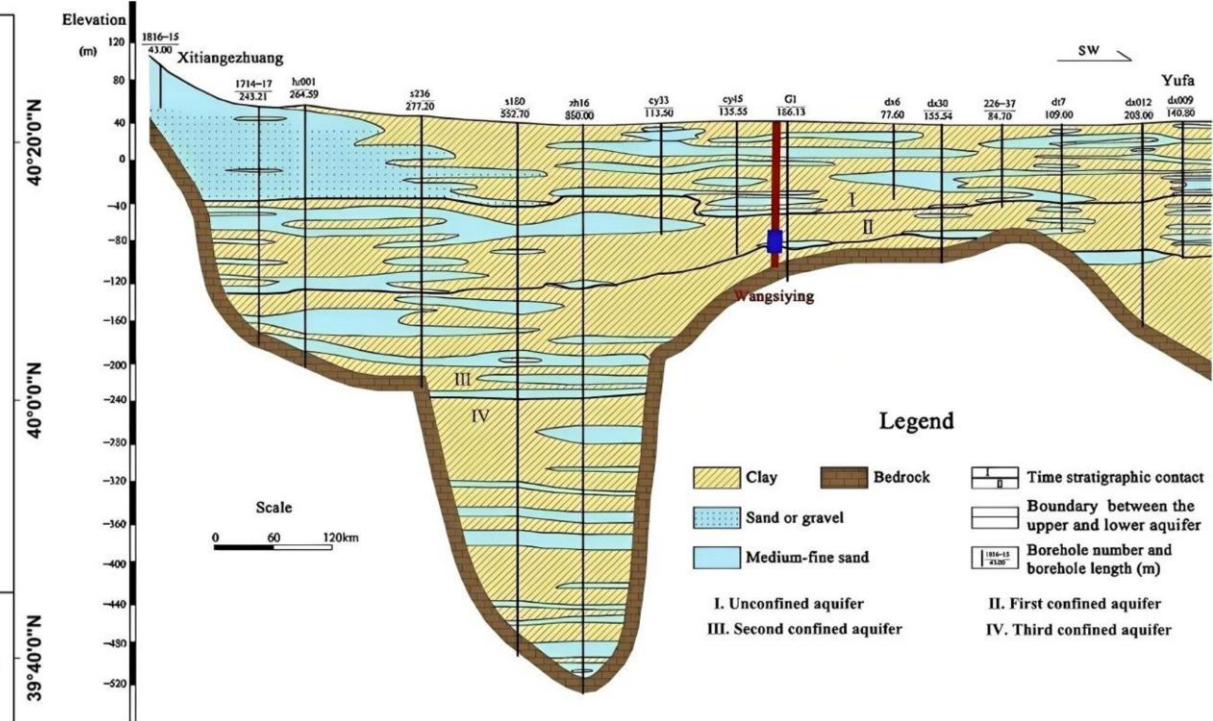 40°20'0"N
40°0'0"N
39°40'0"N
Elevation
(m)
120
80
40
0
-40
-80
-120
-160
-200
-240
-280
-320
-360
-400
-440
-480
-520
1816-15
43.00
Xitiangezhuang
1714-17
243.21
hr001
264.59
s236
277.20
s180
552.70
zh16
850.00
cy33
113.50
cy45
135.55
G1
186.13
dx6
77.60
dx30
155.54
226-37
84.70
dt7
109.00
dx012
203.00
Yufa
dx009
140.80
SW
I
II
III
IV
Wangsiying
Scale
0 60 120km
Legend
Clay
Bedrock
Time stratigraphic contact
Sand or gravel
Boundary between the
upper and lower aquifer
Medium-fine sand
1816-15
43.00
Borehole number and
borehole length (m)
I. Unconfined aquifer
II. First confined aquifer
III. Second confined aquifer
IV. Third confined aquifer